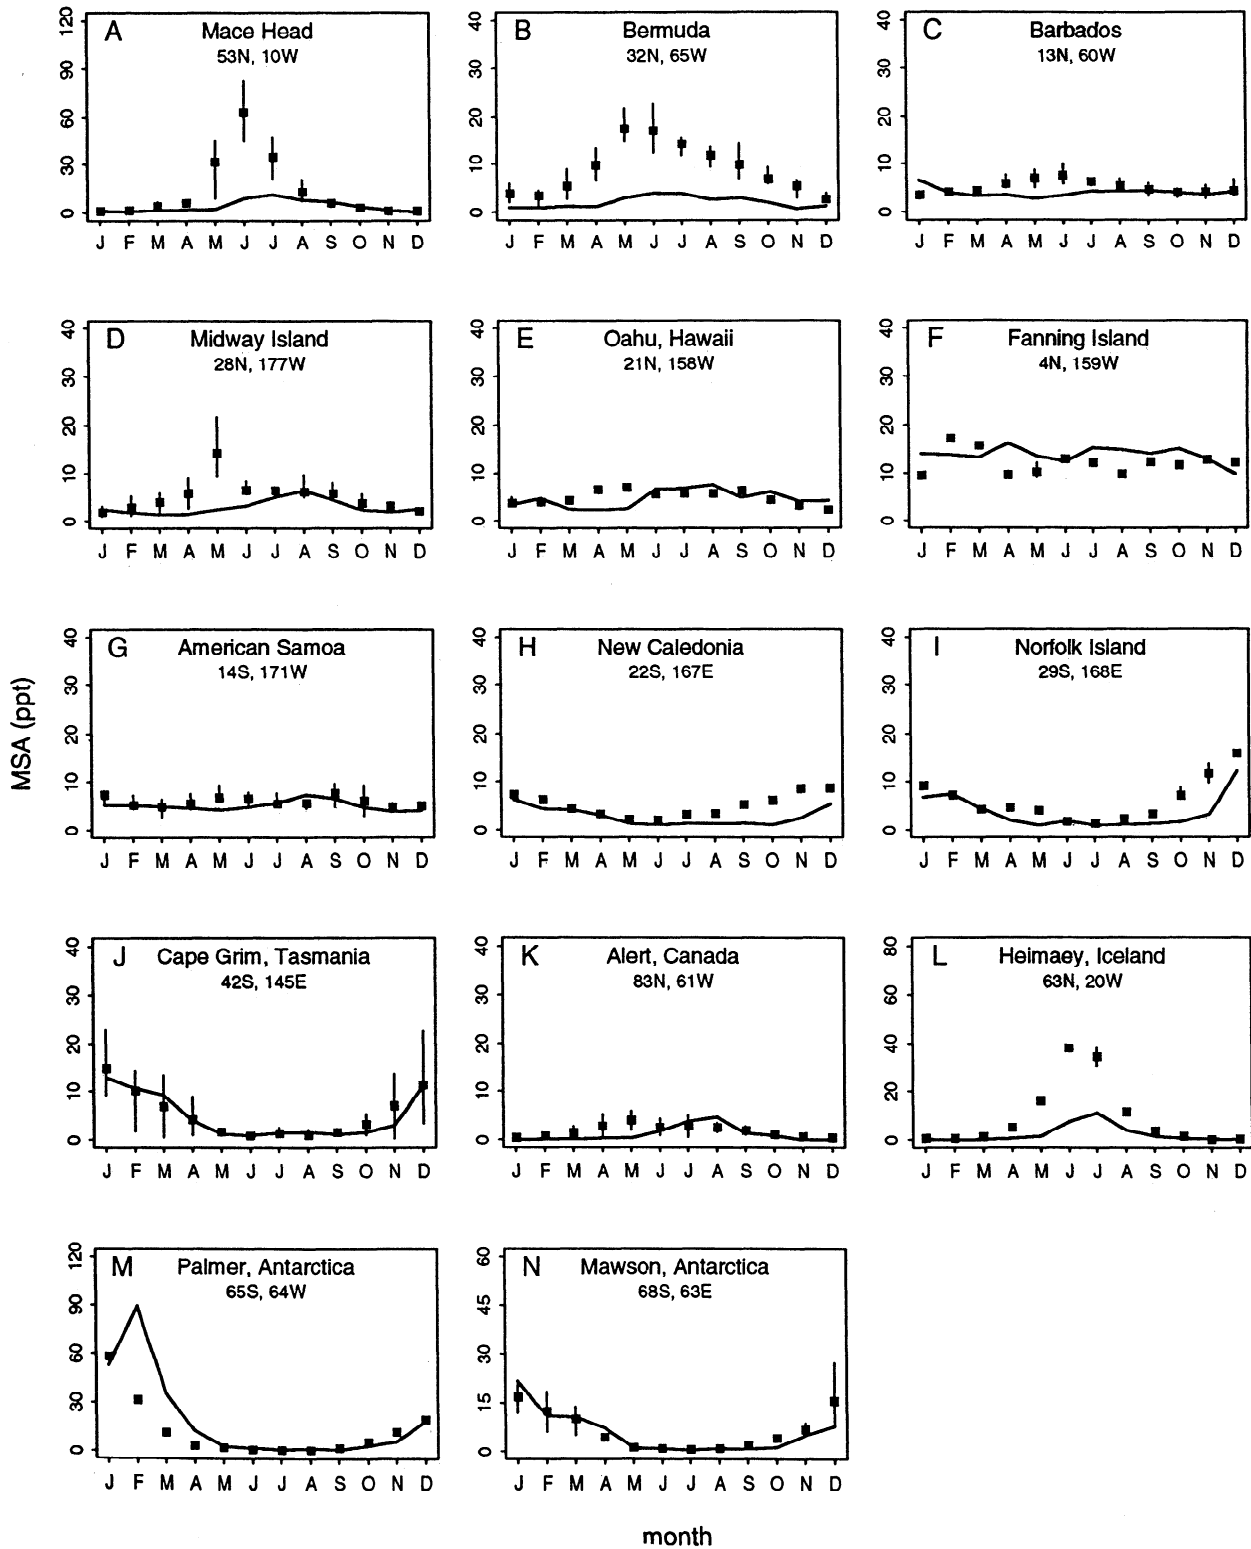 A
Mace Head
53N, 10W
120
90
60
30
0
J F M A M J J A S O N D
B
Bermuda
32N, 65W
40
30
20
10
0
J F M A M J J A S O N D
C
Barbados
13N, 60W
40
30
20
10
0
J F M A M J J A S O N D
D
Midway Island
28N, 177W
40
30
20
10
0
J F M A M J J A S O N D
E
Oahu, Hawaii
21N, 158W
40
30
20
10
0
J F M A M J J A S O N D
F
Fanning Island
4N, 159W
40
30
20
10
0
J F M A M J J A S O N D
MSA (ppt)
G
American Samoa
14S, 171W
40
30
20
10
0
J F M A M J J A S O N D
H
New Caledonia
22S, 167E
40
30
20
10
0
J F M A M J J A S O N D
I
Norfolk Island
29S, 168E
40
30
20
10
0
J F M A M J J A S O N D
J
Cape Grim, Tasmania
42S, 145E
40
30
20
10
0
J F M A M J J A S O N D
K
Alert, Canada
83N, 61W
40
30
20
10
0
J F M A M J J A S O N D
L
Heimaey, Iceland
63N, 20W
80
60
40
20
0
J F M A M J J A S O N D
M
Palmer, Antarctica
65S, 64W
120
90
60
30
0
J F M A M J J A S O N D
N
Mawson, Antarctica
68S, 63E
60
45
30
15
0
J F M A M J J A S O N D
month